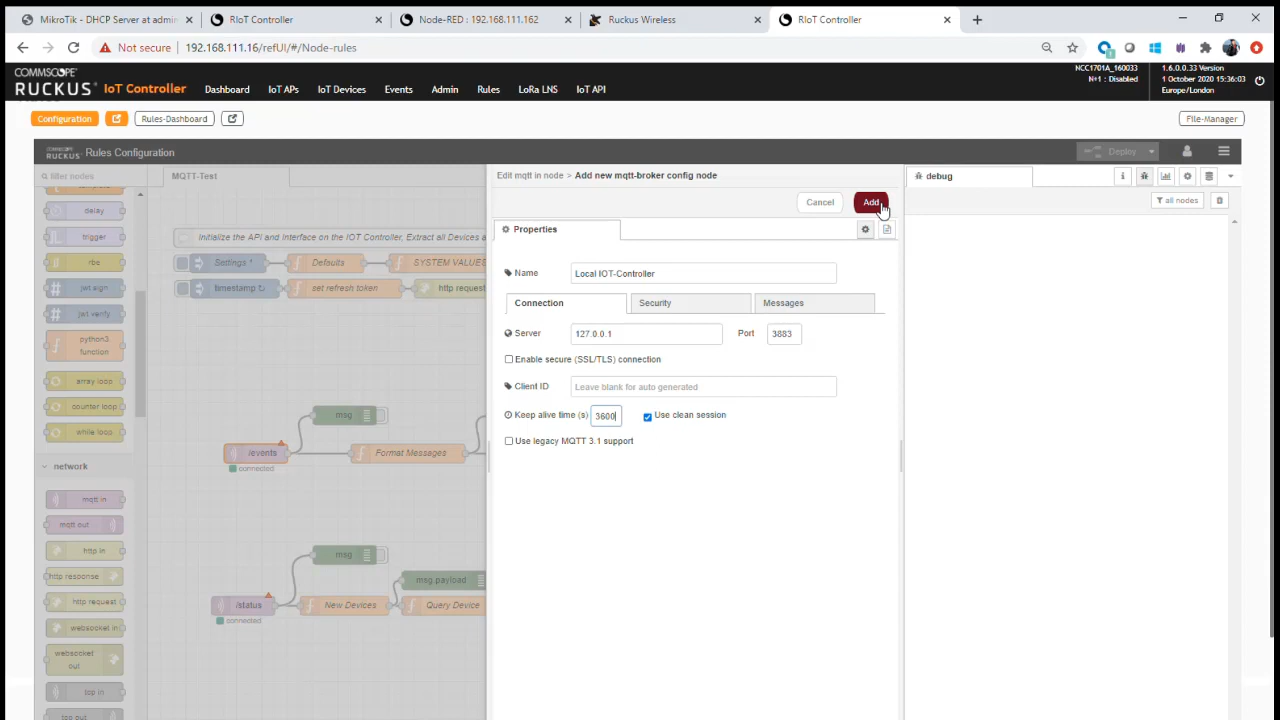 MikroTik - DHCP Server at admin
RIoT Controller
Node-RED : 192.168.111.162
Ruckus Wireless
RIoT Controller
Not secure
192.168.111.16/refUI/#/Node-rules
COMMSCOPE
RUCKUS IoT Controller
Dashboard
IoT APs
IoT Devices
Events
Admin
Rules
LoRa LNS
IoT API
NCC1701A_160033
N+1 : Disabled
1.6.0.0.33 Version
1 October 2020 15:36:03
Europe/London
Configuration
Rules-Dashboard
File-Manager
COMMSCOPE
RUCKUS Rules Configuration
Deploy
filter nodes
MQTT-Test
Edit mqtt in node > Add new mqtt-broker config node
debug
delay
trigger
rbe
jwt sign
jwt verify
python3
function
array loop
counter loop
while loop
network
mqtt in
mqtt out
http in
http response
http request
websocket in
websocket
out
tcp in
tcp out
Initialize the API and Interface on the IOT Controller, Extract all Devices a
Settings *
Defaults
SYSTEM VALUES
timestamp ↻
set refresh token
http request
msg
/events
connected
Format Messages
msg
msg.payload
/status
connected
New Devices
Query Device
Cancel
Add
Properties
Name
Local IOT-Controller
Connection
Security
Messages
Server
127.0.0.1
Port
3883
Enable secure (SSL/TLS) connection
Client ID
Leave blank for auto generated
Keep alive time (s)
3600
Use clean session
Use legacy MQTT 3.1 support
all nodes